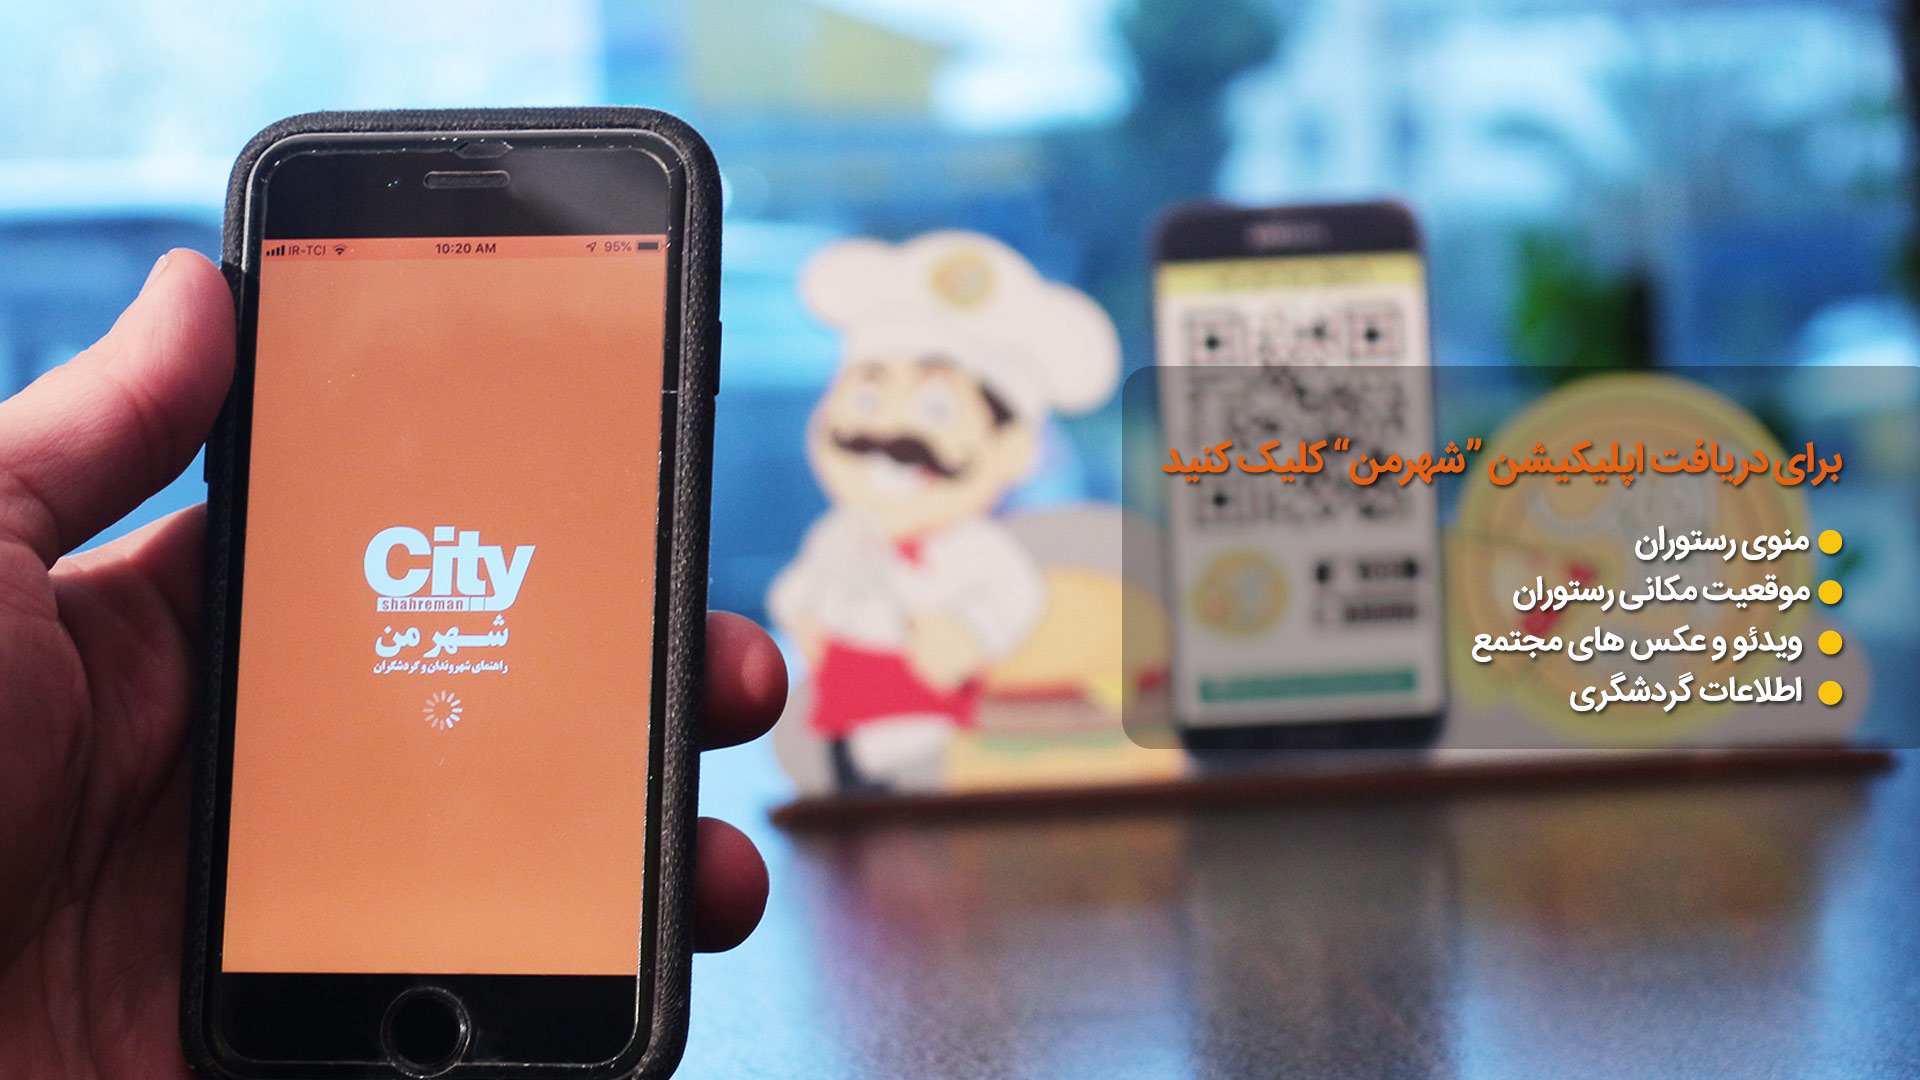 IR-TCI 10:20 AM 95%
City
shahreman
شهر من
راهنمای شهروندان و گردشگران
برای دریافت اپلیکیشن ”شهرمن“ کلیک کنید
منوی رستوران
موقعیت مکانی رستوران
ویدئو و عکس های مجتمع
اطلاعات گردشگری